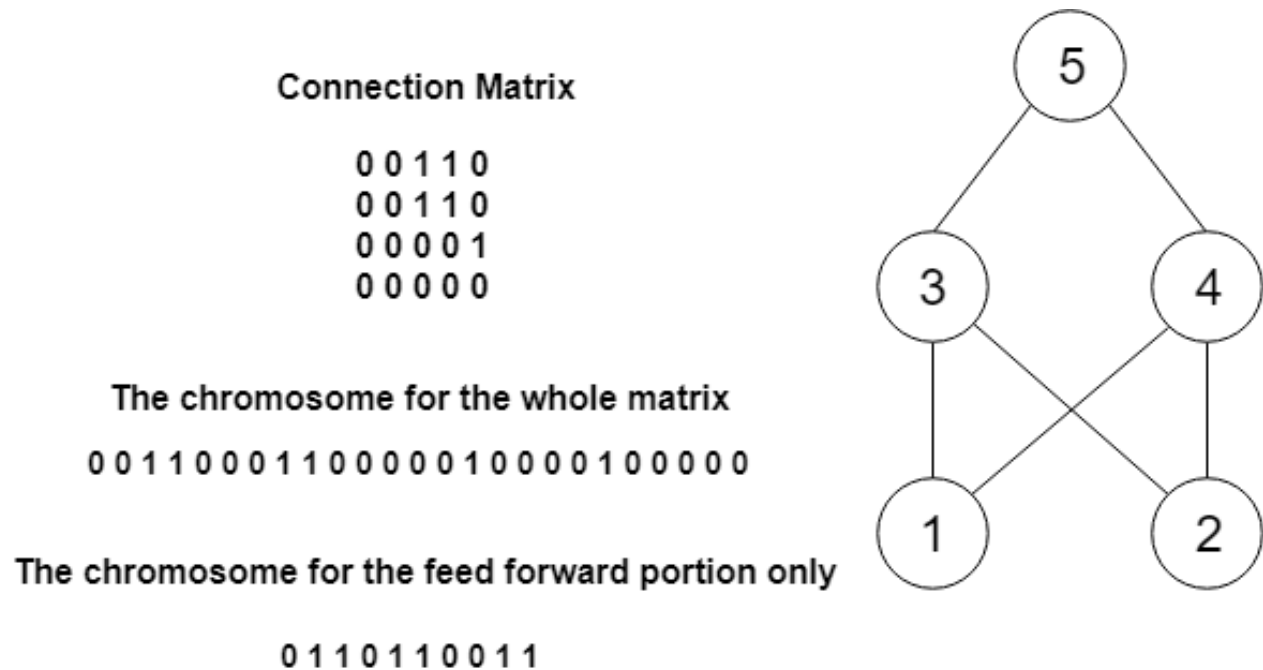 Connection Matrix
0 0 1 1 0
0 0 1 1 0
0 0 0 0 1
0 0 0 0 0
The chromosome for the whole matrix
0 0 1 1 0 0 0 1 1 0 0 0 0 0 1 0 0 0 0 1 0 0 0 0 0
The chromosome for the feed forward portion only
0 1 1 0 1 1 0 0 1 1
5
3 4
1 2